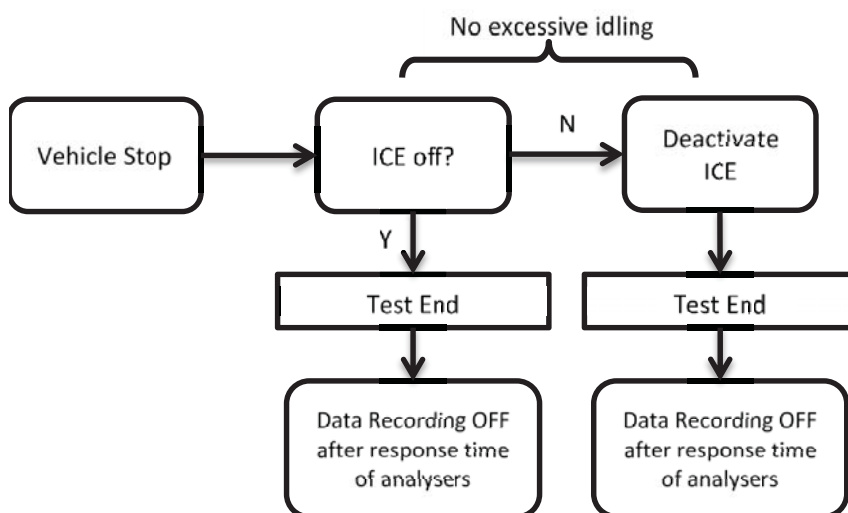 No excessive idling
Vehicle Stop
ICE off?
N
Deactivate
ICE
Y
Test End
Test End
Data Recording OFF
after response time
of analysers
Data Recording OFF
after response time
of analysers